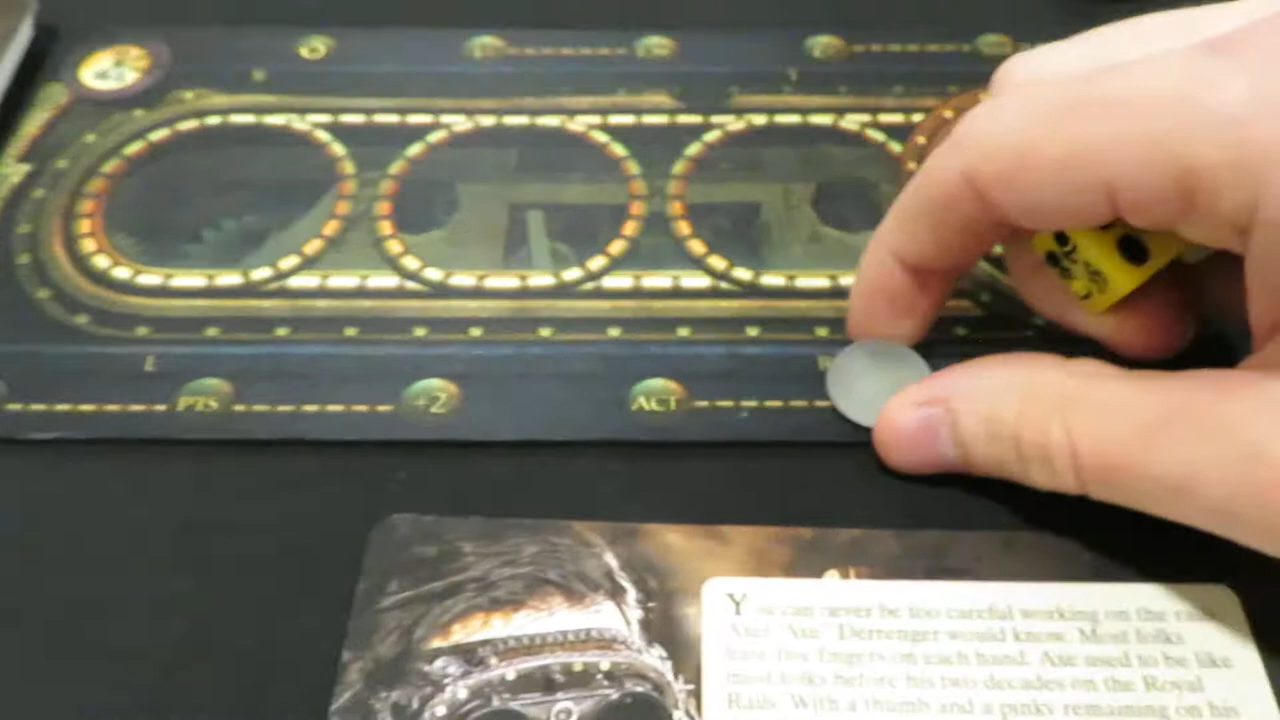 PTS +2 ACT
Y can never be too careful working on the
"Axe" Derrenger would know. Most folks
have five fingers on each hand. Axe used to be like
most folks before his two decades on the Royal
Rails. With a thumb and a pinky remaining on his